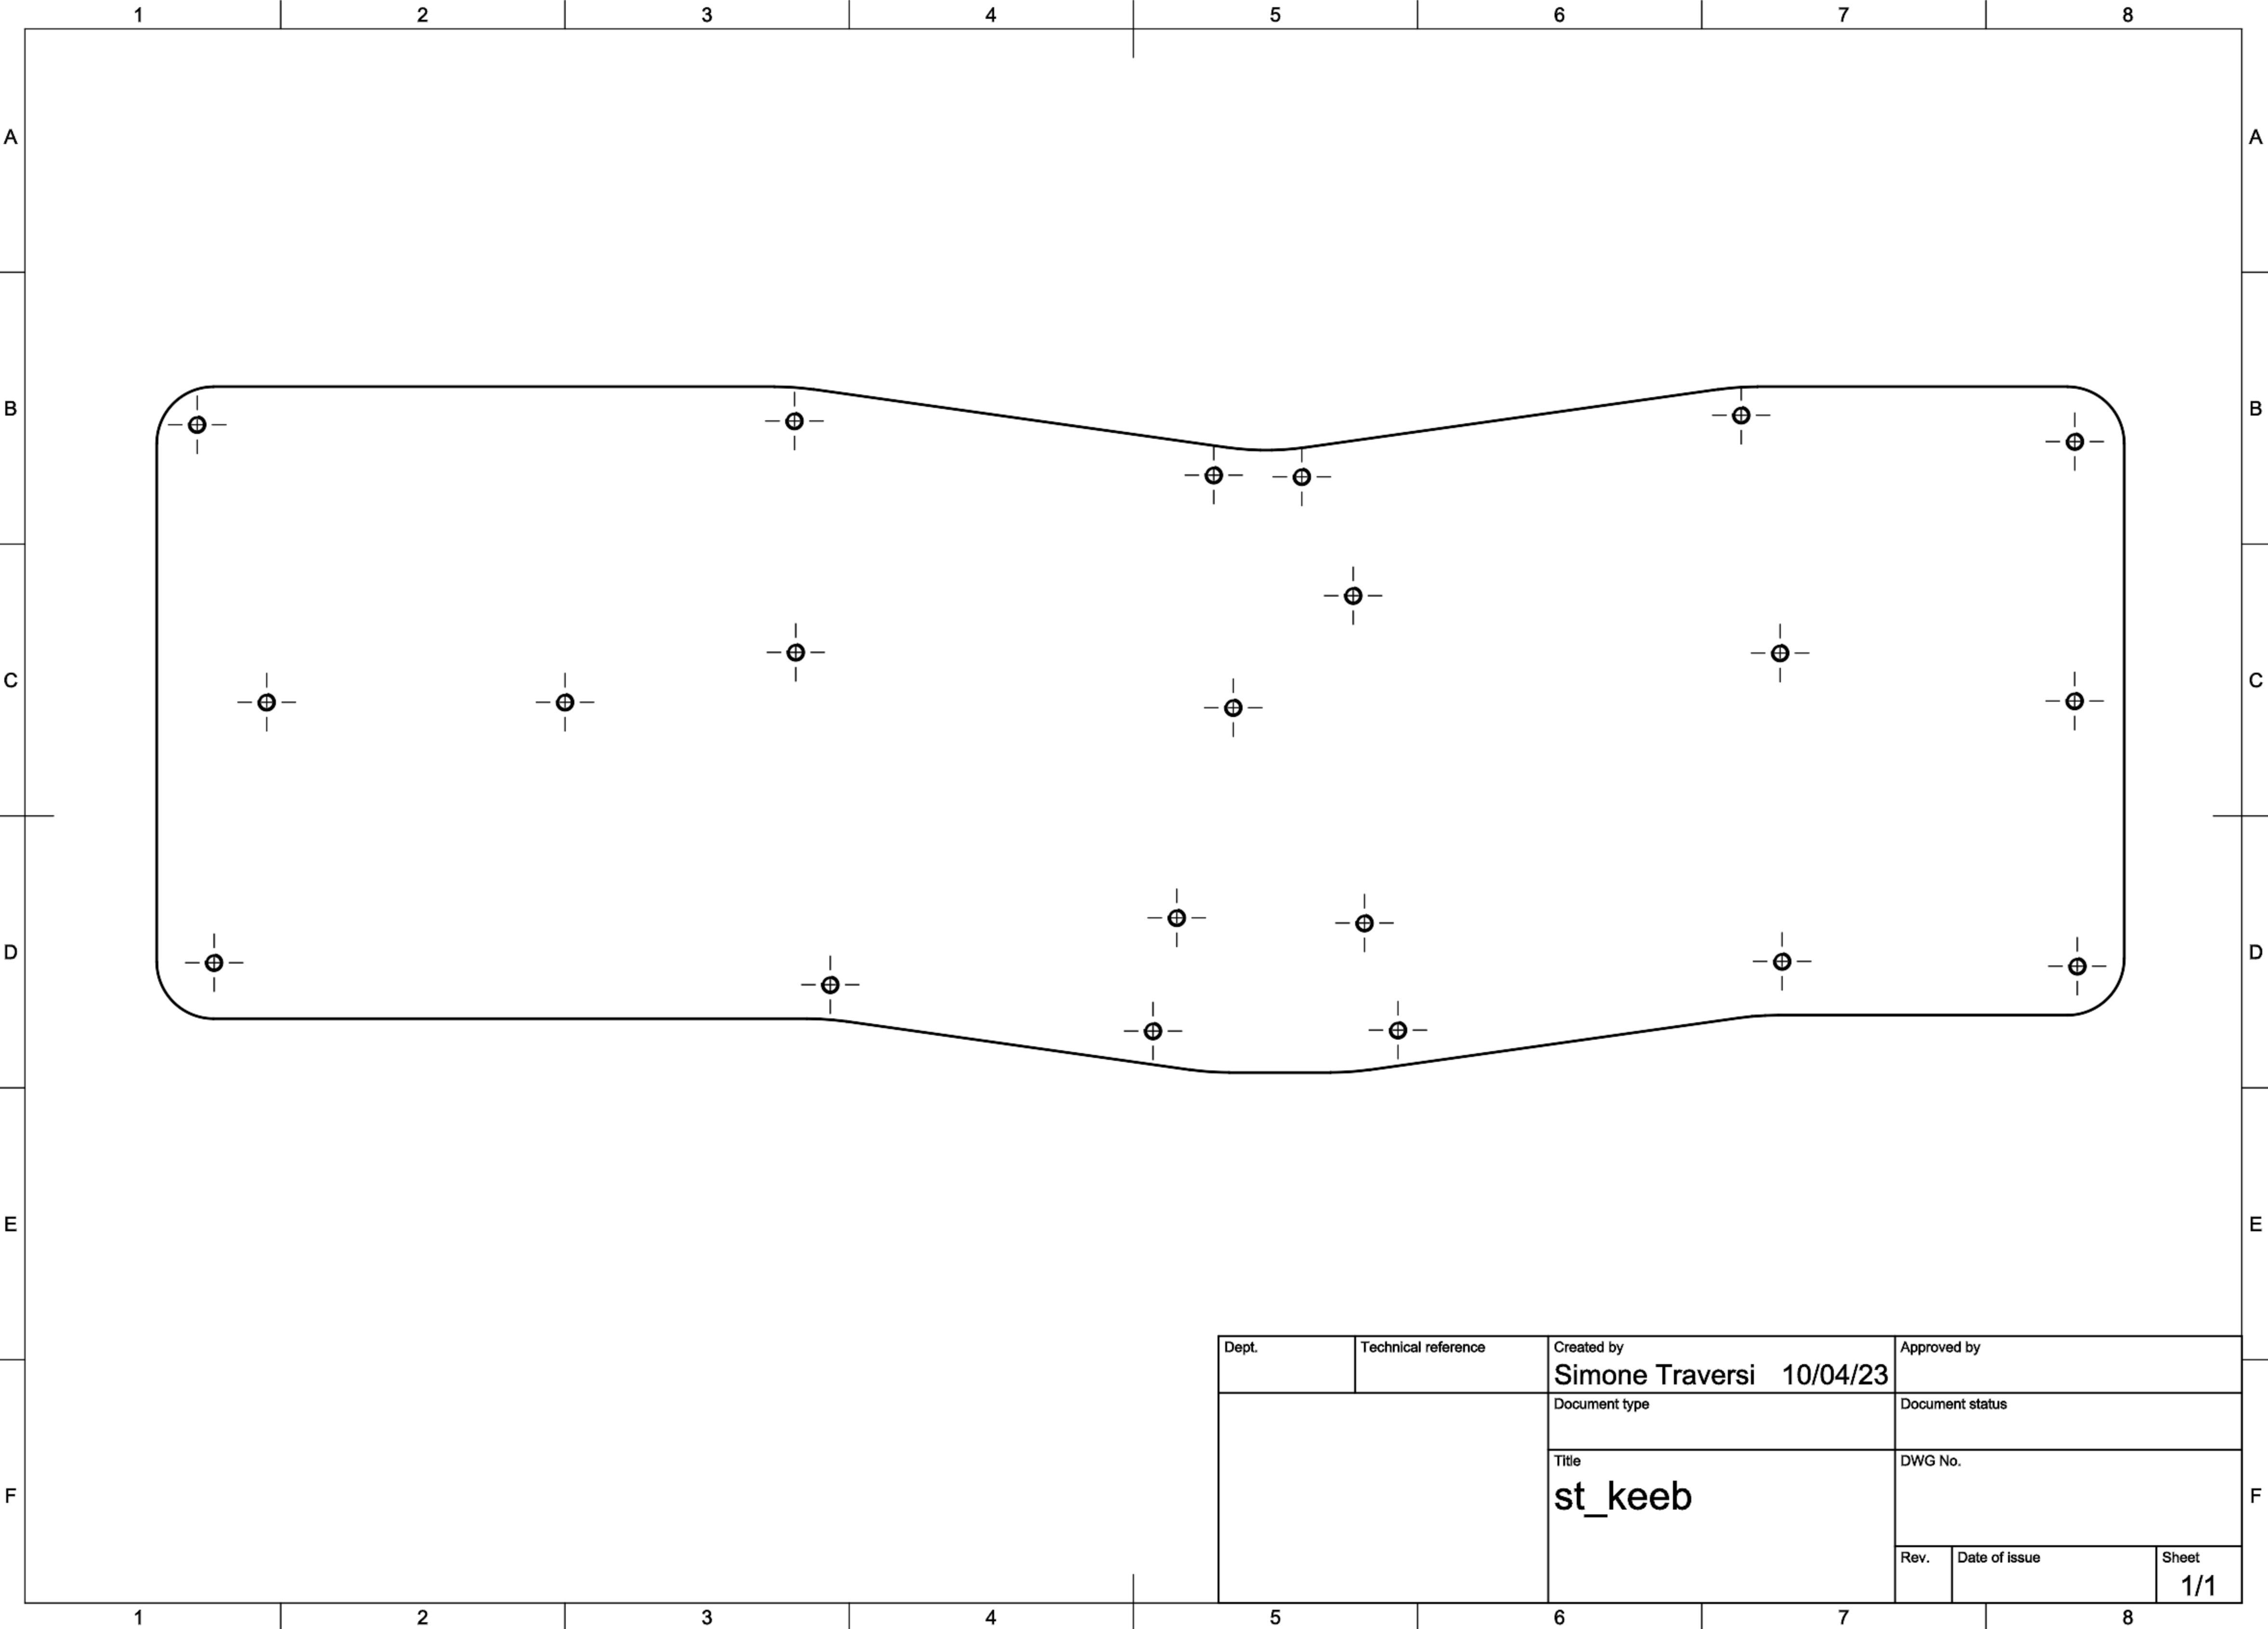 1 2 3 4 5 6 7 8
A A
B B
C C
D D
E E
F F
Dept. Technical reference Created by Approved by
Simone Traversi 10/04/23
Document type Document status
Title DWG No.
st_keeb
Rev. Date of issue Sheet
1/1
1 2 3 4 5 6 7 8